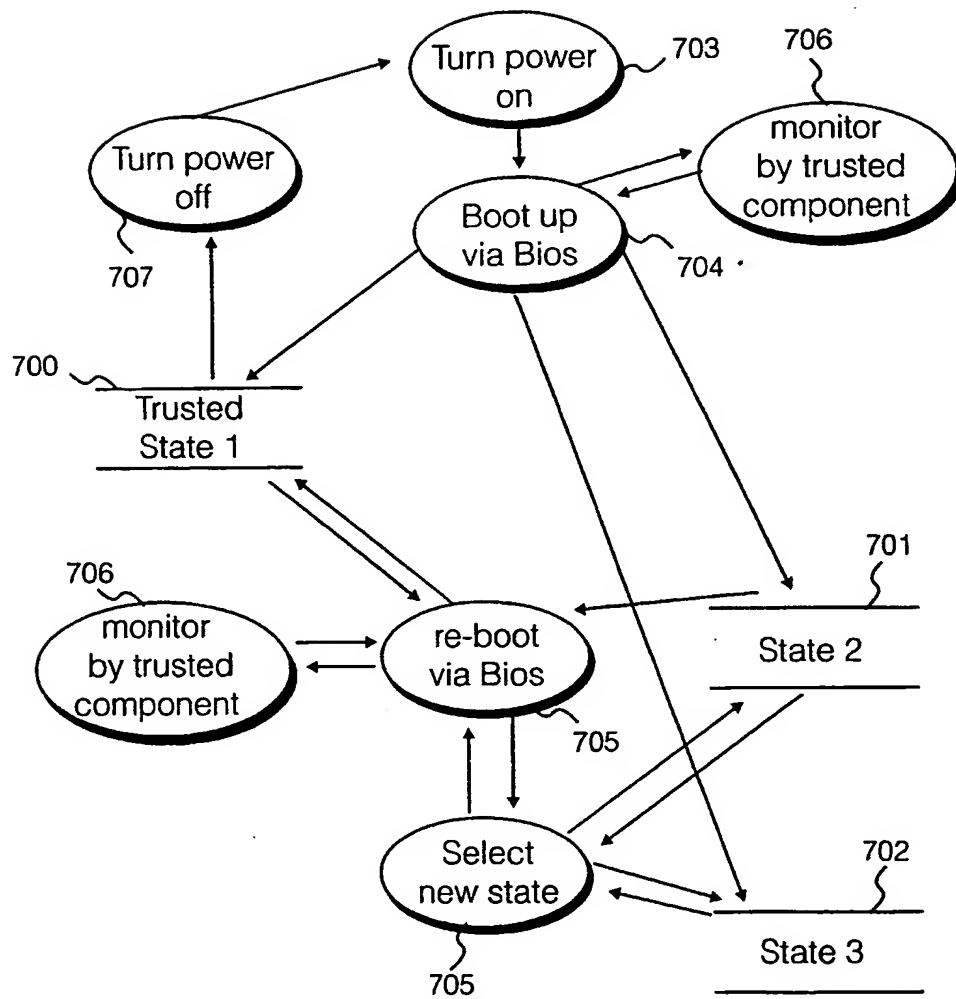 Turn power
on
703
706
monitor
by trusted
component
Turn power
off
707
Boot up
via Bios
704
700
Trusted
State 1
701
State 2
706
monitor
by trusted
component
re-boot
via Bios
705
Select
new state
705
702
State 3